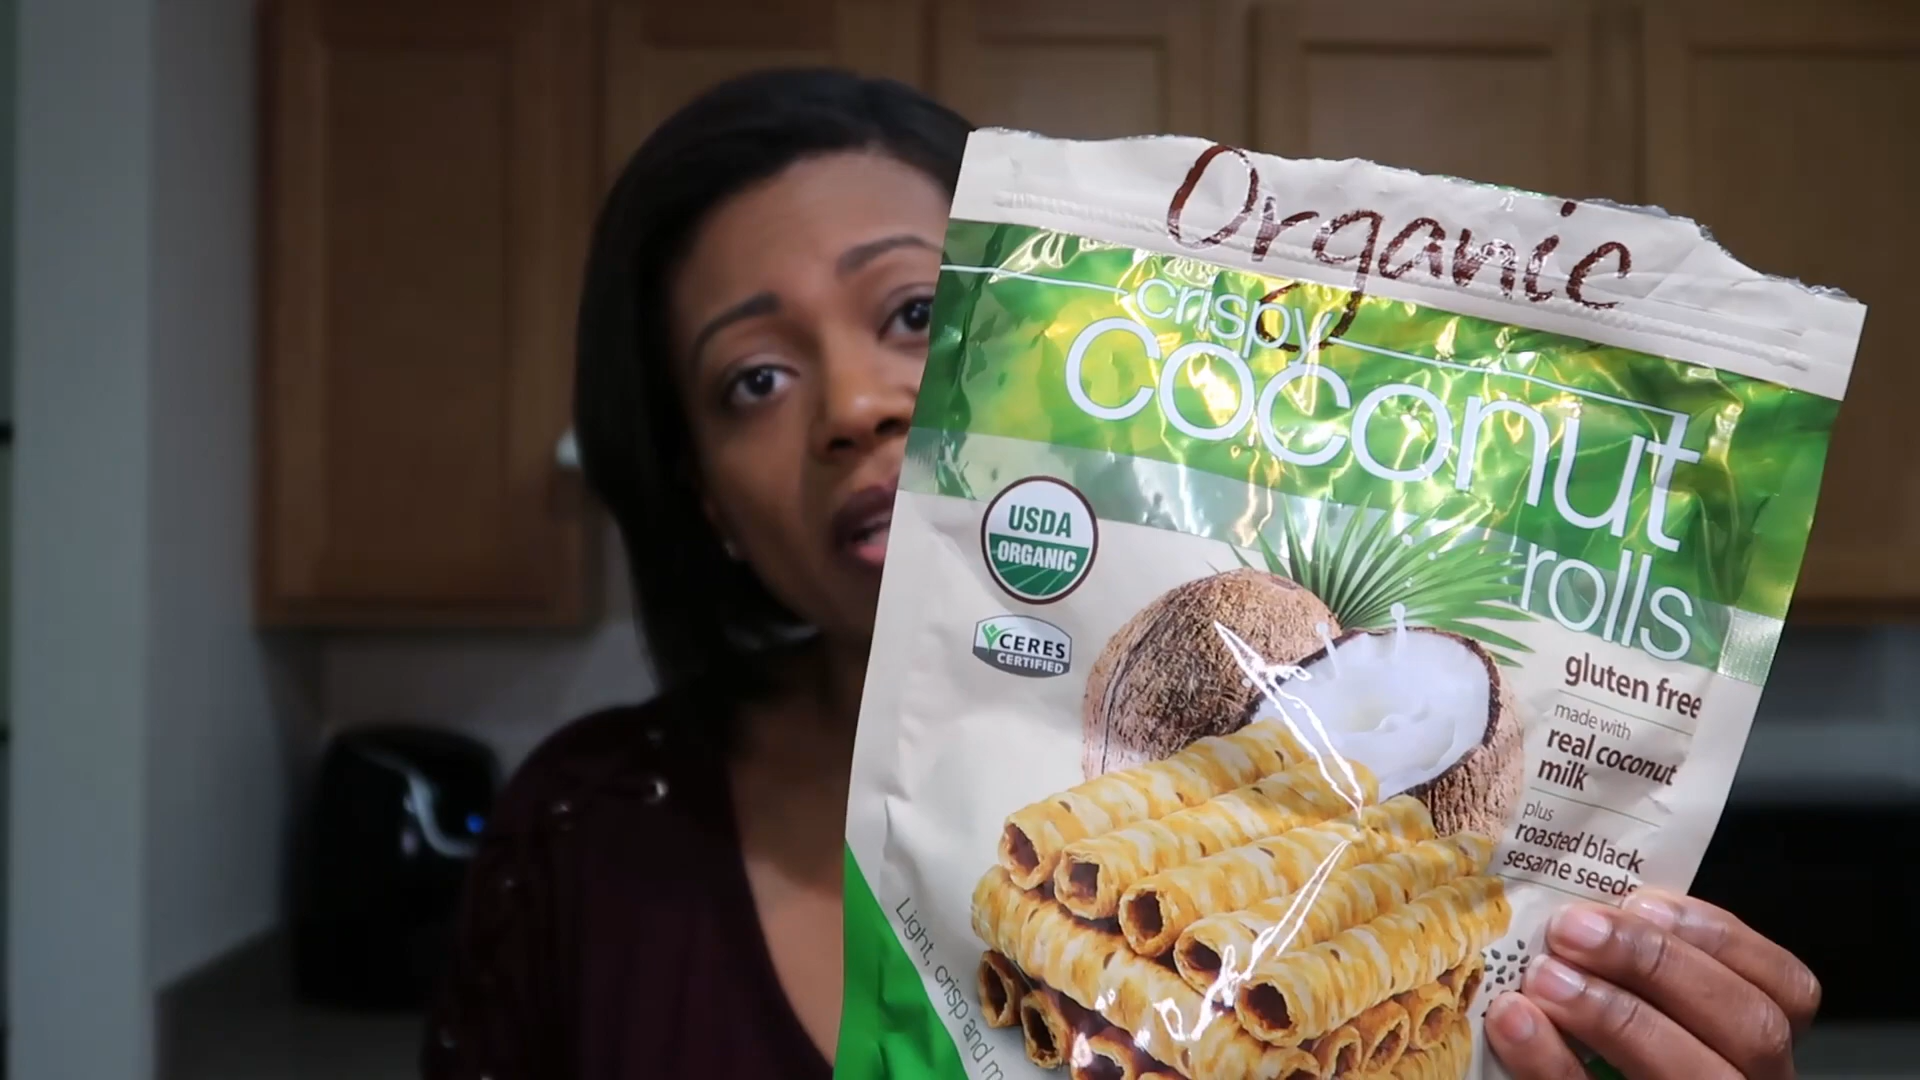 Organic
crispy
coconut
rolls
USDA
ORGANIC
CERES
CERTIFIED
gluten free
made with
real coconut
milk
plus
roasted black
sesame seeds
Light, crisp and